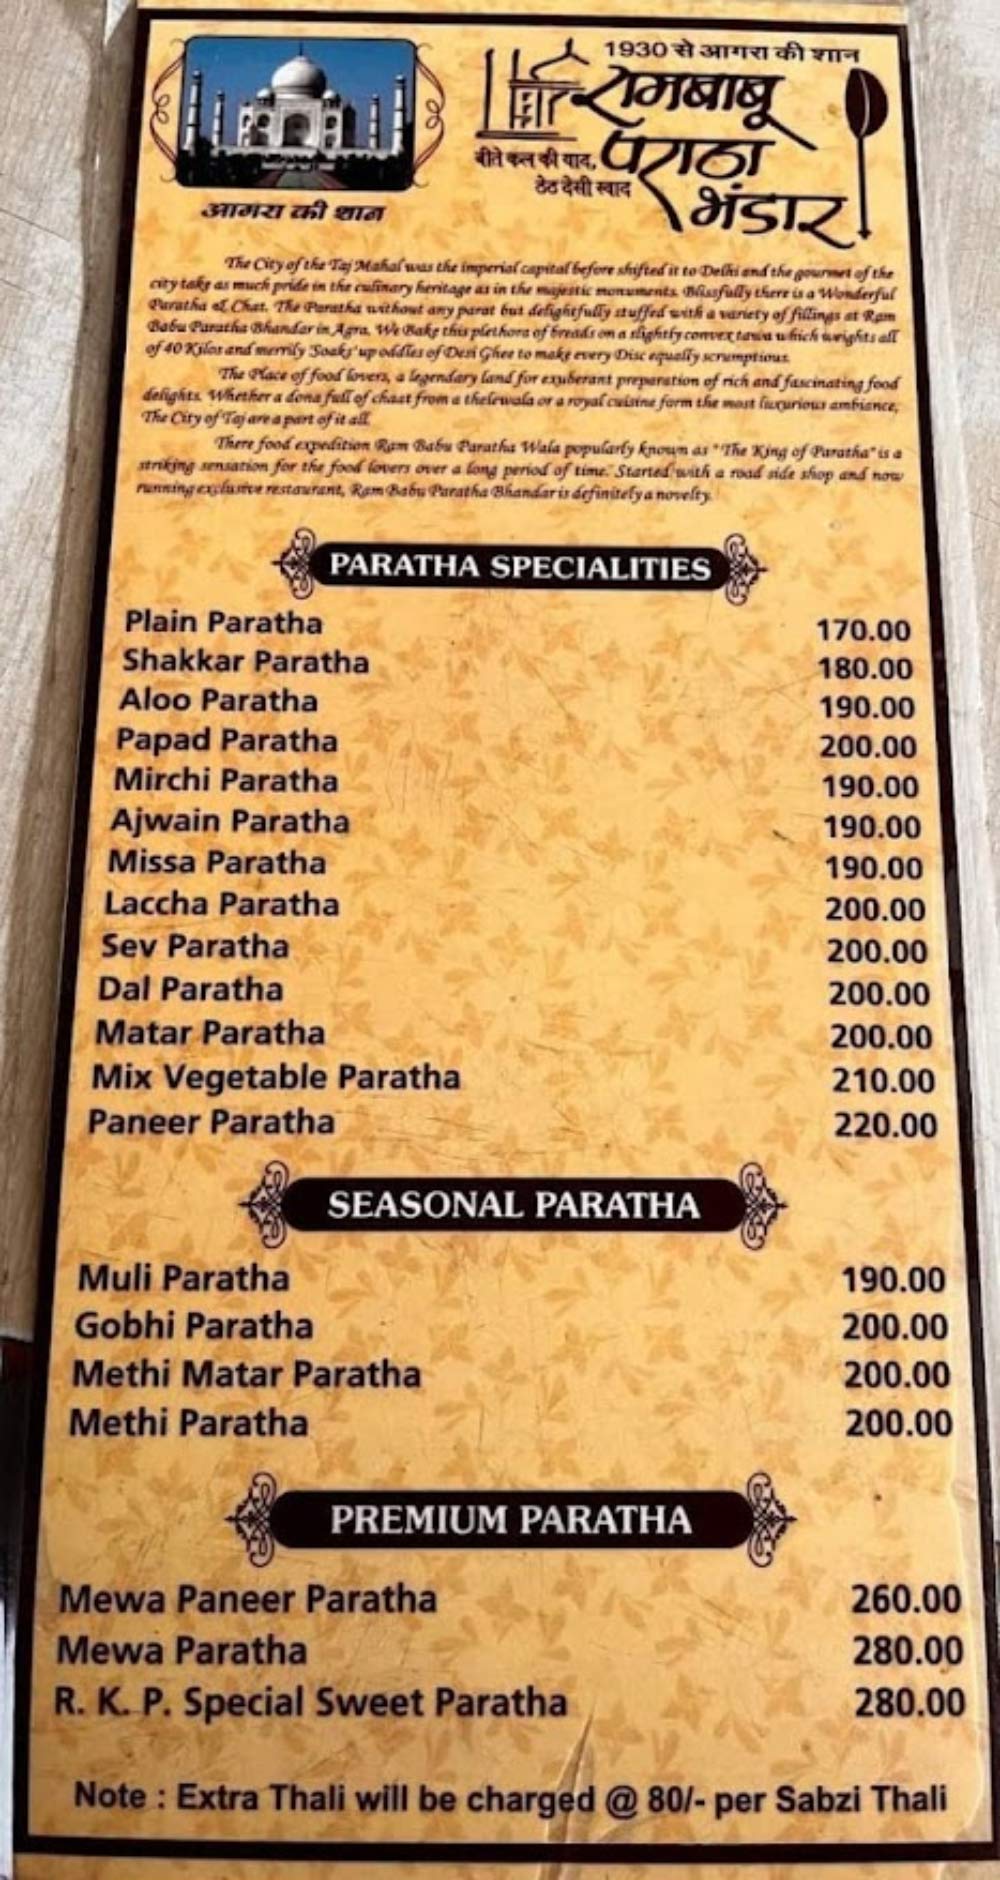 1930 से आगरा की शान
रामबाबू
पराठा
भंडार
बीते कल की याद,
ठेठ देसी स्वाद
आगरा की शान
The City of the Taj Mahal was the imperial capital before shifted it to Delhi and the gourmet of the
city take as much pride in the culinary heritage as in the majestic monuments. Blissfully there is a Wonderful
Paratha & Chat. The Paratha without any parat but delightfully stuffed with a variety of fillings at Ram
Babu Paratha Bhandar in Agra. We Bake this plethora of breads on a slightly convex tawa which weights all
of 40 Kilos and merrily 'Soaks' up oddles of Desi Ghee to make every Disc equally scrumptious.
The Place of food lovers, a legendary land for exuberant preparation of rich and fascinating food
delights. Whether a dona full of chaat from a thelewala or a royal cuisine form the most luxurious ambiance,
The City of Taj are a part of it all.
There food expedition Ram Babu Paratha Wala popularly known as "The King of Paratha" is a
striking sensation for the food lovers over a long period of time. Started with a road side shop and now
running exclusive restaurant, Ram Babu Paratha Bhandar is definitely a novelty.
PARATHA SPECIALITIES
Plain Paratha 170.00
Shakkar Paratha 180.00
Aloo Paratha 190.00
Papad Paratha 200.00
Mirchi Paratha 190.00
Ajwain Paratha 190.00
Missa Paratha 190.00
Laccha Paratha 200.00
Sev Paratha 200.00
Dal Paratha 200.00
Matar Paratha 200.00
Mix Vegetable Paratha 210.00
Paneer Paratha 220.00
SEASONAL PARATHA
Muli Paratha 190.00
Gobhi Paratha 200.00
Methi Matar Paratha 200.00
Methi Paratha 200.00
PREMIUM PARATHA
Mewa Paneer Paratha 260.00
Mewa Paratha 280.00
R. K. P. Special Sweet Paratha 280.00
Note : Extra Thali will be charged @ 80/- per Sabzi Thali